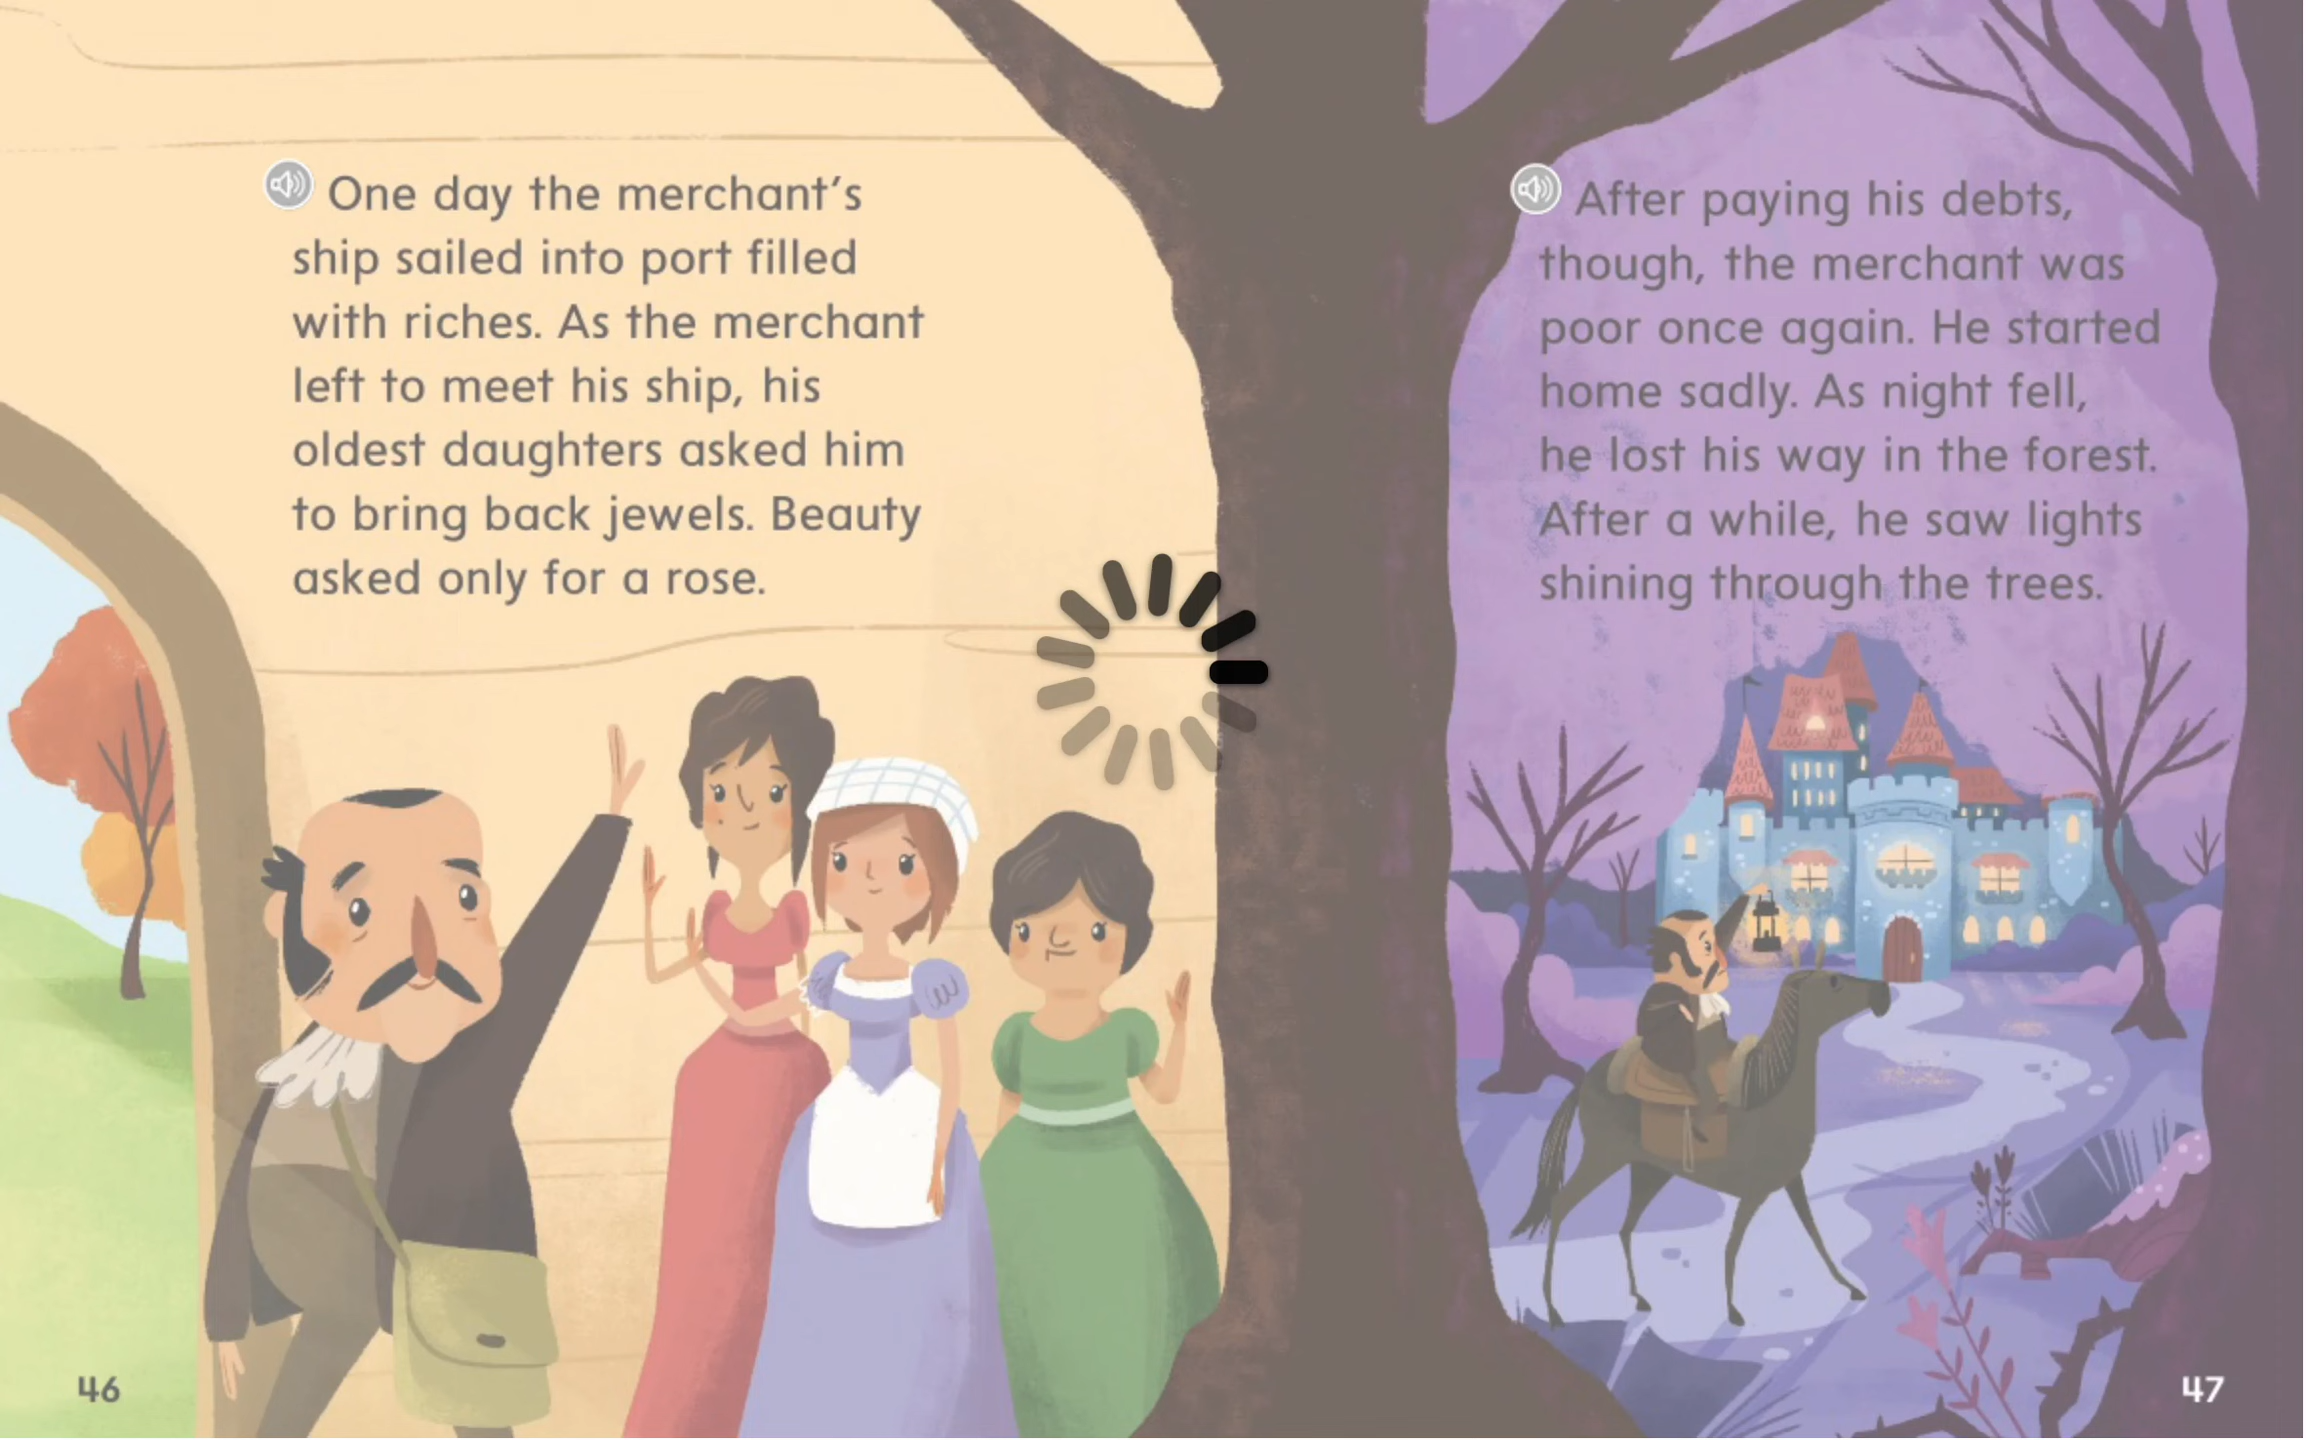 One day the merchant's
ship sailed into port filled
with riches. As the merchant
left to meet his ship, his
oldest daughters asked him
to bring back jewels. Beauty
asked only for a rose.
46
After paying his debts,
though, the merchant was
poor once again. He started
home sadly. As night fell,
he lost his way in the forest.
After a while, he saw lights
shining through the trees.
47